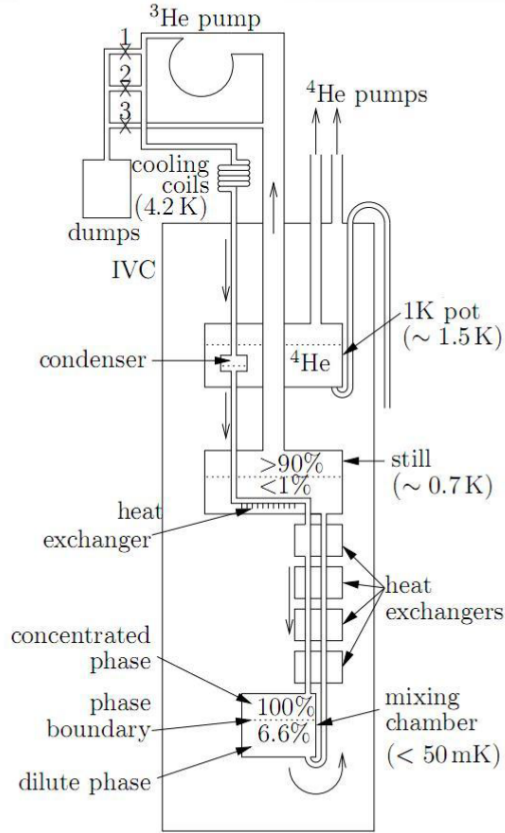 ³He pump
1
2
3
⁴He pumps
cooling
coils
(4.2 K)
dumps
IVC
1K pot
(∼ 1.5 K)
condenser
⁴He
>90%
<1%
still
(∼ 0.7 K)
heat
exchanger
heat
exchangers
concentrated
phase
100%
phase
boundary
6.6%
mixing
chamber
(< 50 mK)
dilute phase